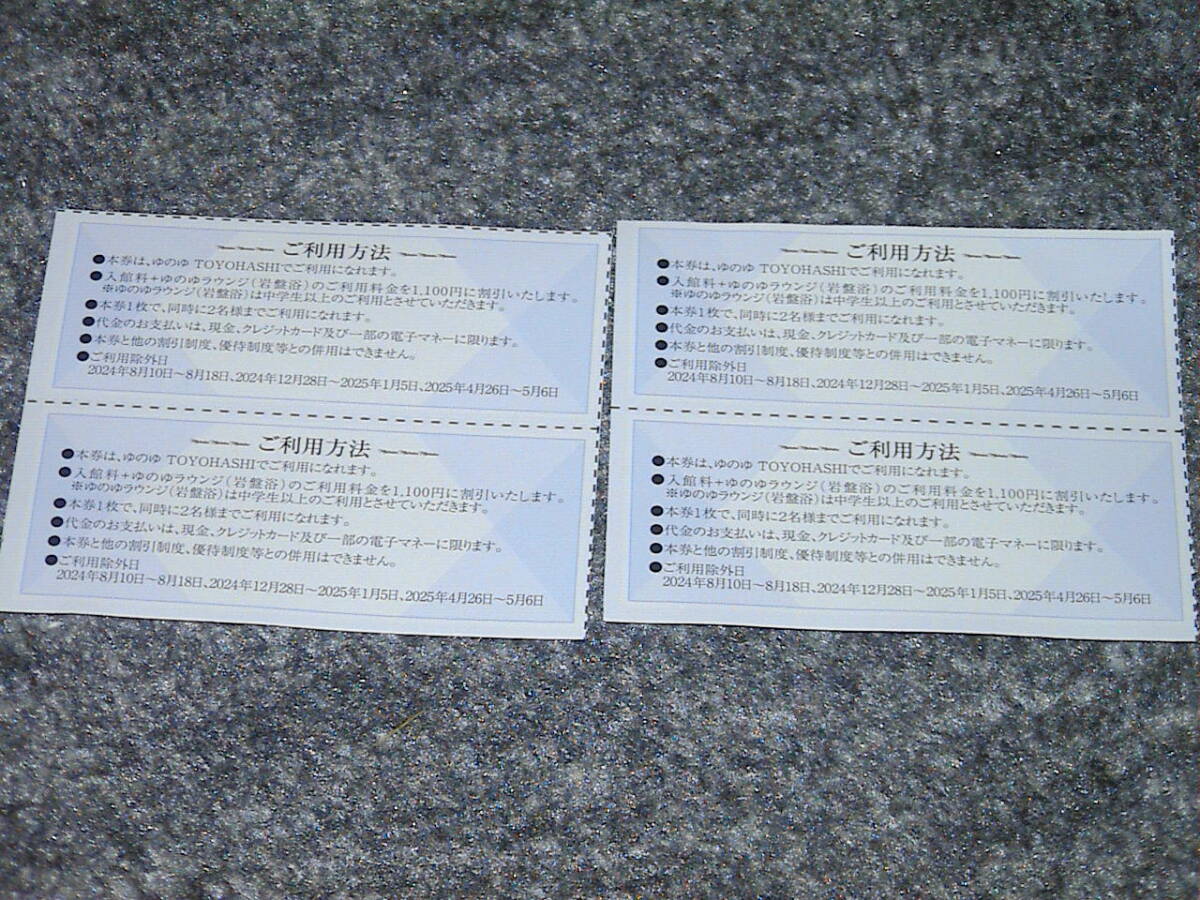 ご利用方法
●本券は、ゆのゆ TOYOHASHIでご利用になれます。
●入館料+ゆのゆラウンジ(岩盤浴)のご利用料金を1,100円に割引いたします。
※ゆのゆラウンジ(岩盤浴)は中学生以上のご利用とさせていただきます。
●本券1枚で、同時に2名様までご利用になれます。
●代金のお支払いは、現金、クレジットカード及び一部の電子マネーに限ります。
●本券と他の割引制度、優待制度等との併用はできません。
●ご利用除外日
2024年8月10日～8月18日、2024年12月28日～2025年1月5日、2025年4月26日～5月6日
ご利用方法
●本券は、ゆのゆ TOYOHASHIでご利用になれます。
●入館料+ゆのゆラウンジ(岩盤浴)のご利用料金を1,100円に割引いたします。
※ゆのゆラウンジ(岩盤浴)は中学生以上のご利用とさせていただきます。
●本券1枚で、同時に2名様までご利用になれます。
●代金のお支払いは、現金、クレジットカード及び一部の電子マネーに限ります。
●本券と他の割引制度、優待制度等との併用はできません。
●ご利用除外日
2024年8月10日～8月18日、2024年12月28日～2025年1月5日、2025年4月26日～5月6日
ご利用方法
●本券は、ゆのゆ TOYOHASHIでご利用になれます。
●入館料+ゆのゆラウンジ(岩盤浴)のご利用料金を1,100円に割引いたします。
※ゆのゆラウンジ(岩盤浴)は中学生以上のご利用とさせていただきます。
●本券1枚で、同時に2名様までご利用になれます。
●代金のお支払いは、現金、クレジットカード及び一部の電子マネーに限ります。
●本券と他の割引制度、優待制度等との併用はできません。
●ご利用除外日
2024年8月10日～8月18日、2024年12月28日～2025年1月5日、2025年4月26日～5月6日
ご利用方法
●本券は、ゆのゆ TOYOHASHIでご利用になれます。
●入館料+ゆのゆラウンジ(岩盤浴)のご利用料金を1,100円に割引いたします。
※ゆのゆラウンジ(岩盤浴)は中学生以上のご利用とさせていただきます。
●本券1枚で、同時に2名様までご利用になれます。
●代金のお支払いは、現金、クレジットカード及び一部の電子マネーに限ります。
●本券と他の割引制度、優待制度等との併用はできません。
●ご利用除外日
2024年8月10日～8月18日、2024年12月28日～2025年1月5日、2025年4月26日～5月6日